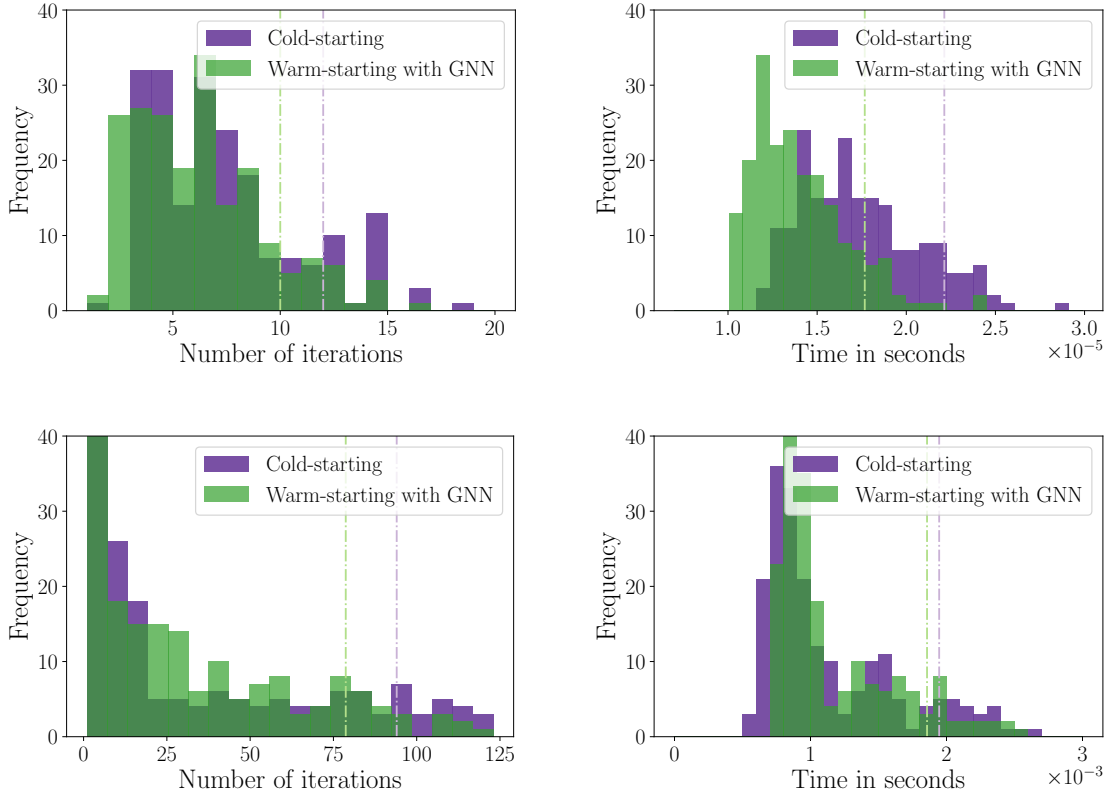 Cold-starting
Warm-starting with GNN
Frequency
0
10
20
30
40
5
10
15
20
Number of iterations
Cold-starting
Warm-starting with GNN
Frequency
0
10
20
30
40
1.0
1.5
2.0
2.5
3.0
Time in seconds
×10⁻⁵
Cold-starting
Warm-starting with GNN
Frequency
0
10
20
30
40
0
25
50
75
100
125
Number of iterations
Cold-starting
Warm-starting with GNN
Frequency
0
10
20
30
40
0
1
2
3
Time in seconds
×10⁻³